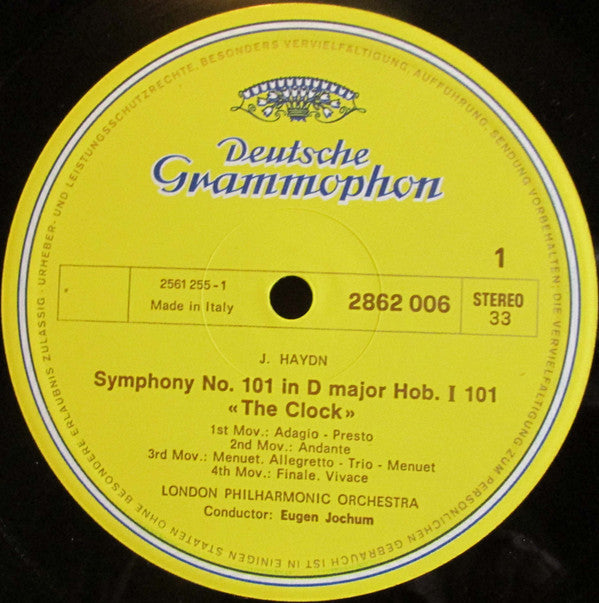 URHEBER- UND LEISTUNGSSCHUTZRECHTE, BESONDERS VERVIELFÄLTIGUNG, AUFFÜHRUNG, SENDUNG VORBEHALTEN· DIE VERVIELFÄLTIGUNG ZUM PERSÖNLICHEN GEBRAUCH IST IN EINIGEN STAATEN OHNE BESONDERE ERLAUBNIS ZULÄSSIG ·
Deutsche
Grammophon
1
2561 255-1
Made in Italy
2862 006
STEREO
33
J. HAYDN
Symphony No. 101 in D major Hob. I 101
«The Clock»
1st Mov.: Adagio - Presto
2nd Mov.: Andante
3rd Mov.: Menuet. Allegretto - Trio - Menuet
4th Mov.: Finale. Vivace
LONDON PHILHARMONIC ORCHESTRA
Conductor: Eugen Jochum